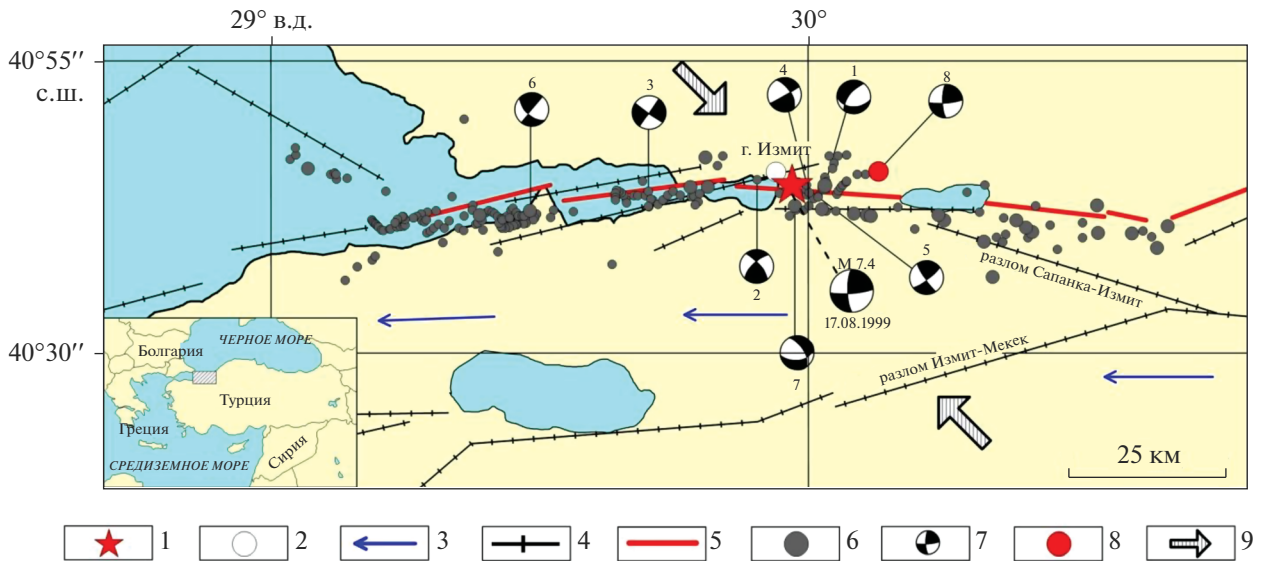 29° в.д.
30°
40°55′′
с.ш.
6
3
4
1
8
г. Измит
2
М 7.4
17.08.1999
5
7
разлом Сапанка-Измит
разлом Измит-Мекек
40°30′′
ЧЕРНОЕ МОРЕ
Болгария
Турция
Греция
Сирия
СРЕДИЗЕМНОЕ МОРЕ
25 км
1
2
3
4
5
6
7
8
9